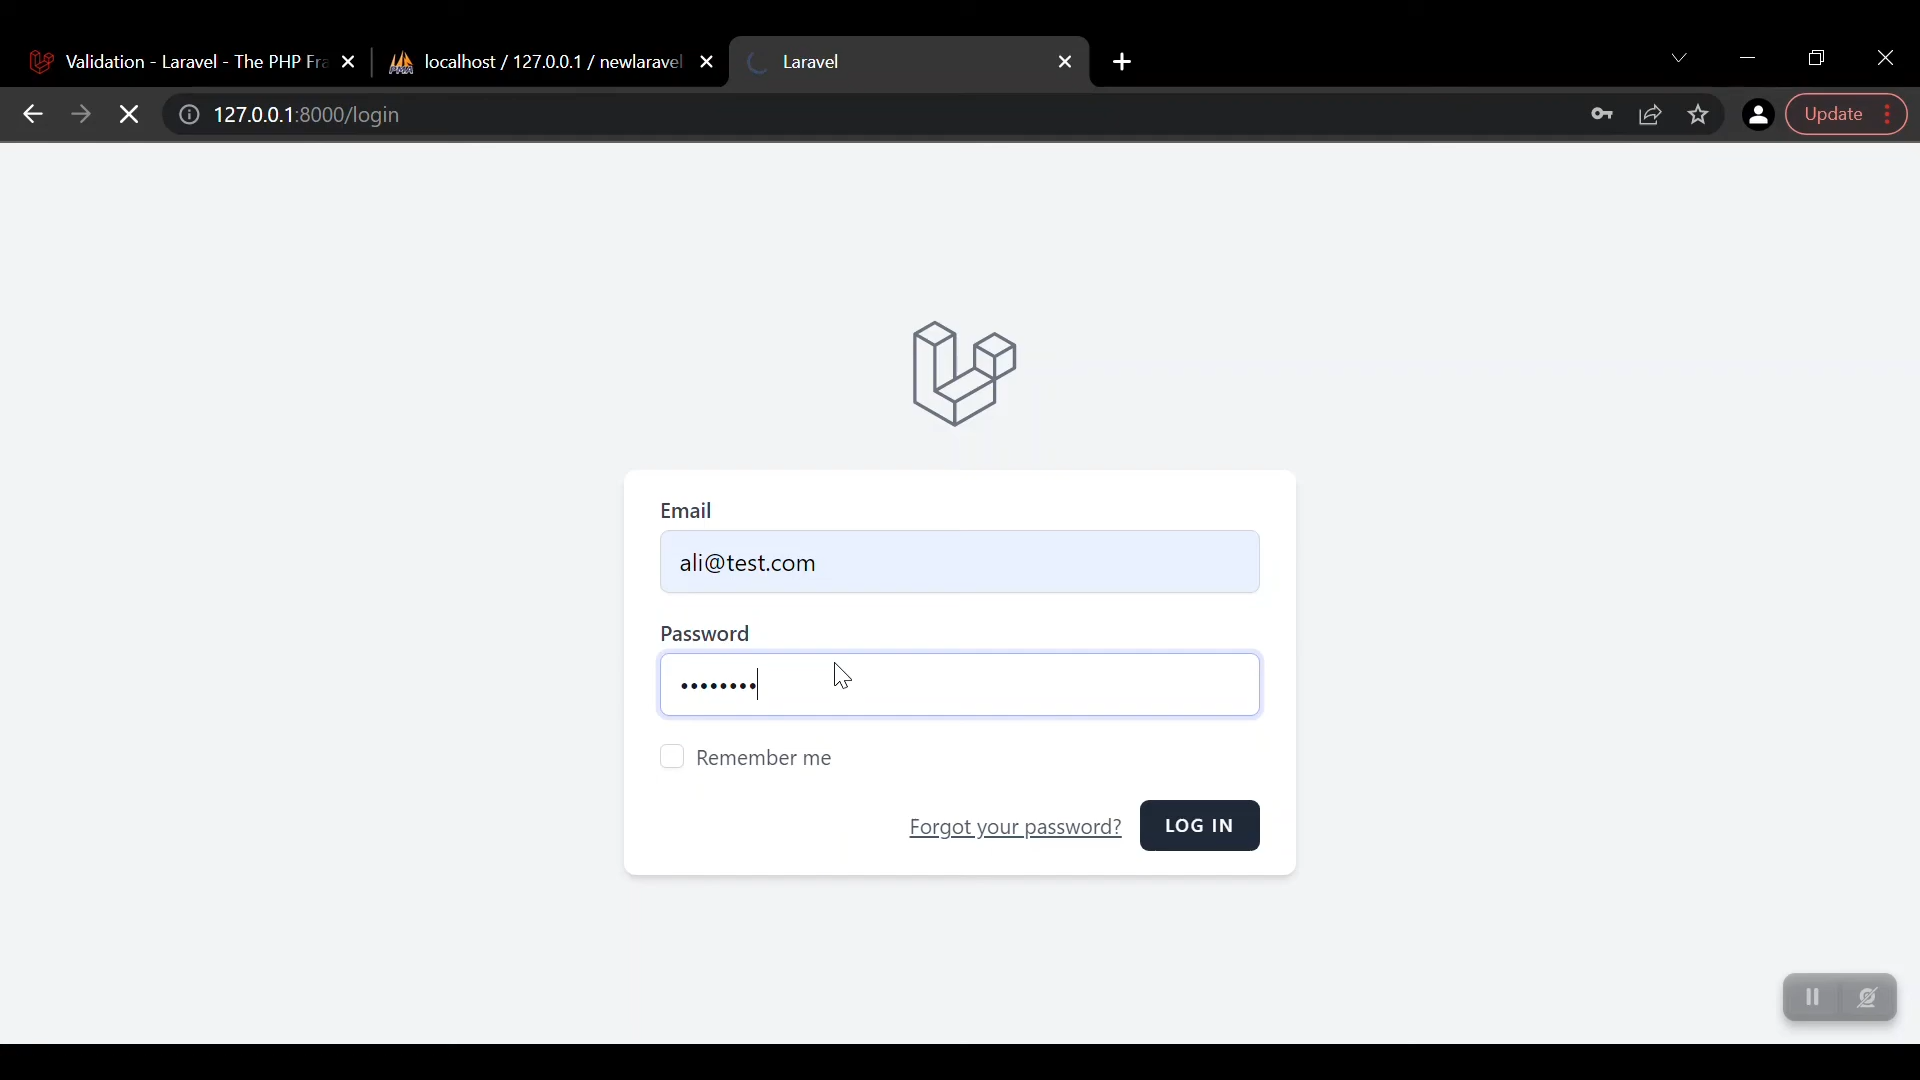 Validation - Laravel - The PHP Fra
localhost / 127.0.0.1 / newlaravel
Laravel
127.0.0.1:8000/login
Update
Email
ali@test.com
Password
Remember me
Forgot your password?
LOG IN